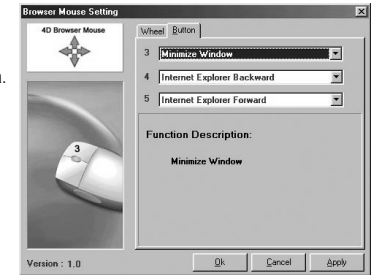 Browser Mouse Setting
4D Browser Mouse
Wheel Button
3 Minimize Window
4 Internet Explorer Backward
5 Internet Explorer Forward
Function Description:
Minimize Window
3
Version : 1.0
Ok Cancel Apply